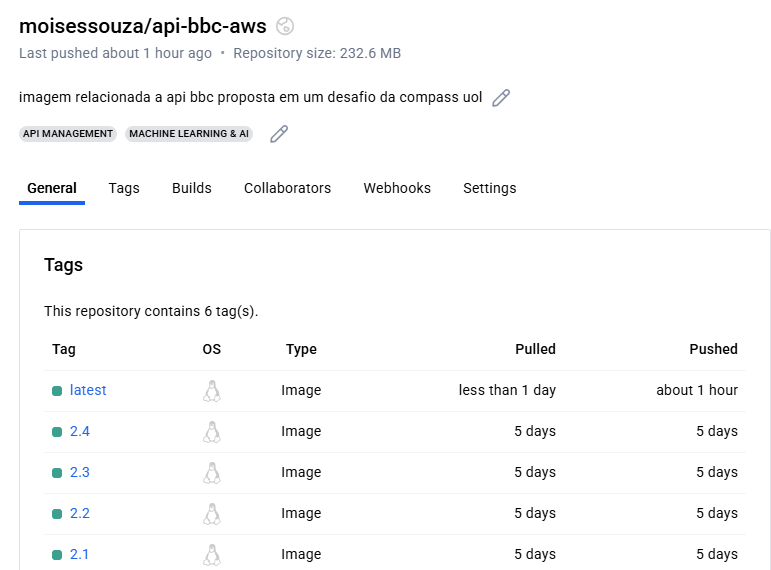 moisessouza/api-bbc-aws
Last pushed about 1 hour ago • Repository size: 232.6 MB
imagem relacionada a api bbc proposta em um desafio da compass uol
API MANAGEMENT MACHINE LEARNING & AI
General Tags Builds Collaborators Webhooks Settings
Tags
This repository contains 6 tag(s).
Tag OS Type Pulled Pushed
latest Image less than 1 day about 1 hour
2.4 Image 5 days 5 days
2.3 Image 5 days 5 days
2.2 Image 5 days 5 days
2.1 Image 5 days 5 days